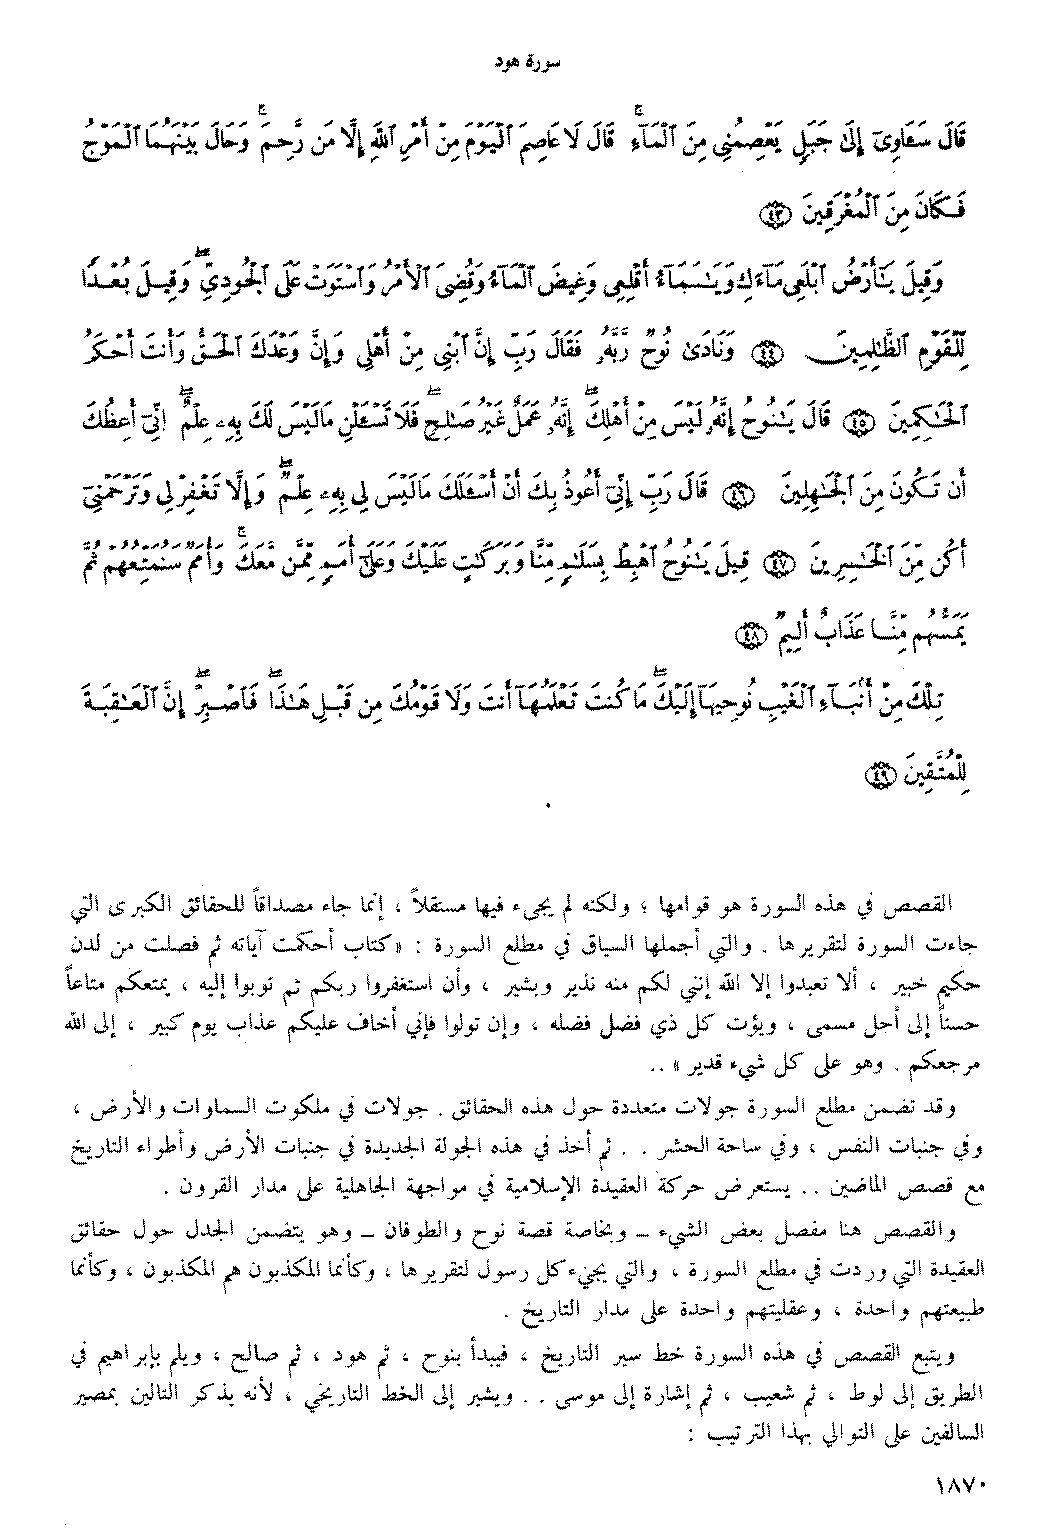 سورة هود
قَالَ سَـَٔاوِىٓ إِلَىٰ جَبَلٍ يَعْصِمُنِى مِنَ ٱلْمَآءِ ۚ قَالَ لَا عَاصِمَ ٱلْيَوْمَ مِنْ أَمْرِ ٱللَّهِ إِلَّا مَن رَّحِمَ ۚ وَحَالَ بَيْنَهُمَا ٱلْمَوْجُ
فَكَانَ مِنَ ٱلْمُغْرَقِينَ ٤٣
وَقِيلَ يَـٰٓأَرْضُ ٱبْلَعِى مَآءَكِ وَيَـٰسَمَآءُ أَقْلِعِى وَغِيضَ ٱلْمَآءُ وَقُضِىَ ٱلْأَمْرُ وَٱسْتَوَتْ عَلَى ٱلْجُودِىِّ ۖ وَقِيلَ بُعْدًا
لِّلْقَوْمِ ٱلظَّـٰلِمِينَ ٤٤ وَنَادَىٰ نُوحٌ رَّبَّهُۥ فَقَالَ رَبِّ إِنَّ ٱبْنِى مِنْ أَهْلِى وَإِنَّ وَعْدَكَ ٱلْحَقُّ وَأَنتَ أَحْكَمُ
ٱلْحَـٰكِمِينَ ٤٥ قَالَ يَـٰنُوحُ إِنَّهُۥ لَيْسَ مِنْ أَهْلِكَ ۖ إِنَّهُۥ عَمَلٌ غَيْرُ صَـٰلِحٍ ۖ فَلَا تَسْـَٔلْنِ مَا لَيْسَ لَكَ بِهِۦ عِلْمٌ ۖ إِنِّىٓ أَعِظُكَ
أَن تَكُونَ مِنَ ٱلْجَـٰهِلِينَ ٤٦ قَالَ رَبِّ إِنِّىٓ أَعُوذُ بِكَ أَنْ أَسْـَٔلَكَ مَا لَيْسَ لِى بِهِۦ عِلْمٌ ۖ وَإِلَّا تَغْفِرْ لِى وَتَرْحَمْنِىٓ
أَكُن مِّنَ ٱلْخَـٰسِرِينَ ٤٧ قِيلَ يَـٰنُوحُ ٱهْبِطْ بِسَلَـٰمٍ مِّنَّا وَبَرَكَـٰتٍ عَلَيْكَ وَعَلَىٰٓ أُمَمٍ مِّمَّن مَّعَكَ ۚ وَأُمَمٌ سَنُمَتِّعُهُمْ ثُمَّ
يَمَسُّهُم مِّنَّا عَذَابٌ أَلِيمٌ ٤٨
تِلْكَ مِنْ أَنۢبَآءِ ٱلْغَيْبِ نُوحِيهَآ إِلَيْكَ ۖ مَا كُنتَ تَعْلَمُهَآ أَنتَ وَلَا قَوْمُكَ مِن قَبْلِ هَـٰذَا ۖ فَٱصْبِرْ ۖ إِنَّ ٱلْعَـٰقِبَةَ
لِلْمُتَّقِينَ ٤٩
القصص في هذه السورة هو قوامها ؛ ولكنه لم يجىء فيها مستقلاً ، إنما جاء مصداقاً للحقائق الكبرى التي
جاءت السورة لتقريرها . والتي أجملها السياق في مطلع السورة : « كتاب أحكمت آياته ثم فصلت من لدن
حكيم خبير ، ألا تعبدوا إلا الله إنني لكم منه نذير وبشير ، وأن استغفروا ربكم ثم توبوا إليه ، يمتعكم متاعاً
حسناً إلى أجل مسمى ، ويؤت كل ذي فضل فضله ، وإن تولوا فإني أخاف عليكم عذاب يوم كبير ، إلى الله
مرجعكم . وهو على كل شيء قدير » ..
وقد تضمن مطلع السورة جولات متعددة حول هذه الحقائق . جولات في ملكوت السماوات والأرض ،
وفي جنبات النفس ، وفي ساحة الحشر . . ثم أخذ في هذه الجولة الجديدة في جنبات الأرض وأطواء التاريخ
مع قصص الماضين .. يستعرض حركة العقيدة الإسلامية في مواجهة الجاهلية على مدار القرون .
والقصص هنا مفصل بعض الشيء – وبخاصة قصة نوح والطوفان – وهو يتضمن الجدل حول حقائق
العقيدة التي وردت في مطلع السورة ، والتي يجيء كل رسول لتقريرها ، وكأنما المكذبون هم المكذبون ، وكأنما
طبيعتهم واحدة ، وعقليتهم واحدة على مدار التاريخ .
ويتبع القصص في هذه السورة خط سير التاريخ ، فيبدأ بنوح ، ثم هود ، ثم صالح ، ويلم بإبراهيم في
الطريق إلى لوط ، ثم شعيب ، ثم إشارة إلى موسى . . ويشير إلى الخط التاريخي ، لأنه يذكر التالين بمصير
السالفين على التوالي بهذا الترتيب :
١٨٧٠